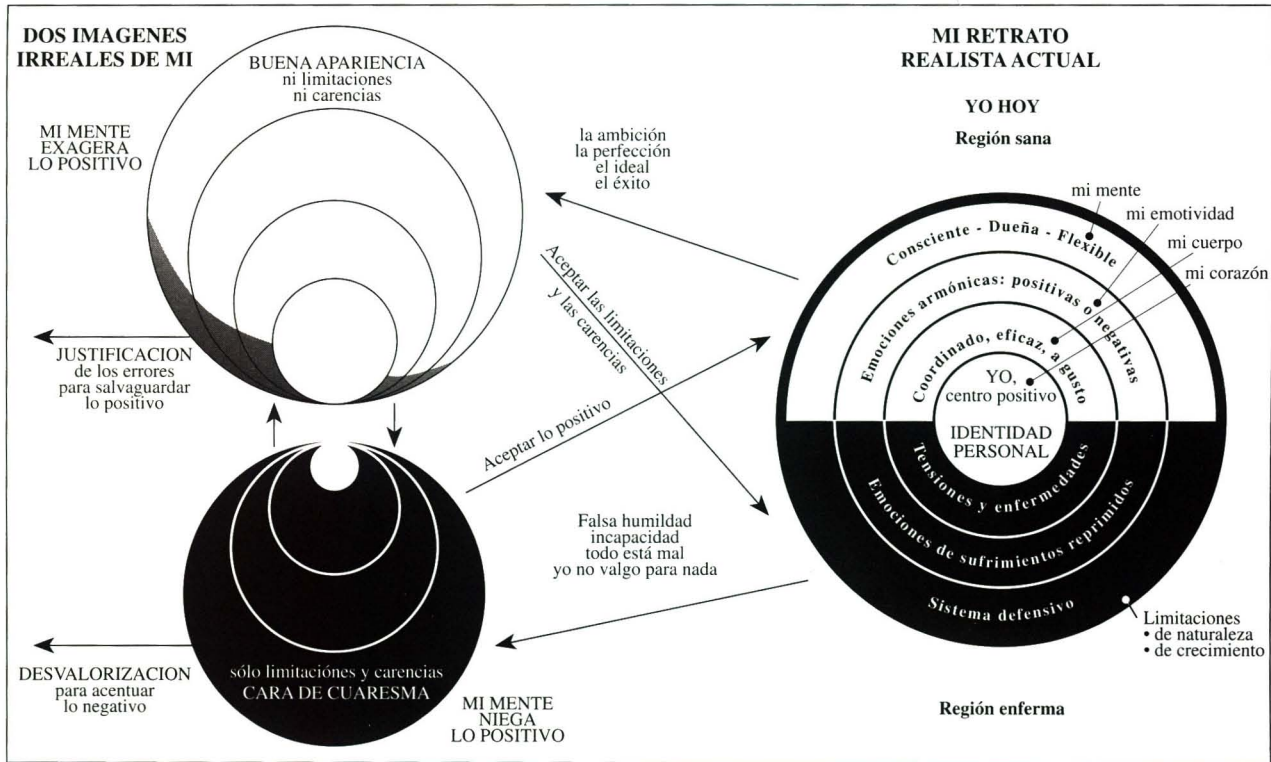 DOS IMAGENES
IRREALES DE MI
BUENA APARIENCIA
ni limitaciones
ni carencias
MI MENTE
EXAGERA
LO POSITIVO
JUSTIFICACION
de los errores
para salvaguardar
lo positivo
sólo limitaciónes y carencias
CARA DE CUARESMA
DESVALORIZACION
para acentuar
lo negativo
MI MENTE
NIEGA
LO POSITIVO
la ambición
la perfección
el ideal
el éxito
Aceptar las limitaciones
y las carencias
Aceptar lo positivo
Falsa humildad
incapacidad
todo está mal
yo no valgo para nada
MI RETRATO
REALISTA ACTUAL
YO HOY
Región sana
mi mente
mi emotividad
mi cuerpo
mi corazón
Consciente - Dueña - Flexible
Emociones armónicas: positivas o negativas
Coordinado, eficaz, a gusto
YO,
centro positivo
IDENTIDAD
PERSONAL
Tensiones y enfermedades
Emociones de sufrimientos reprimidos
Sistema defensivo
Limitaciones
• de naturaleza
• de crecimiento
Región enferma